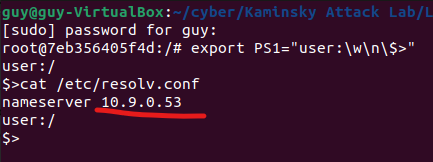 guy@guy-VirtualBox:~/cyber/Kaminsky Attack Lab/L
[sudo] password for guy:
root@7eb356405f4d:/# export PS1="user:\w\n\$>"
user:/
$>cat /etc/resolv.conf
nameserver 10.9.0.53
user:/
$>